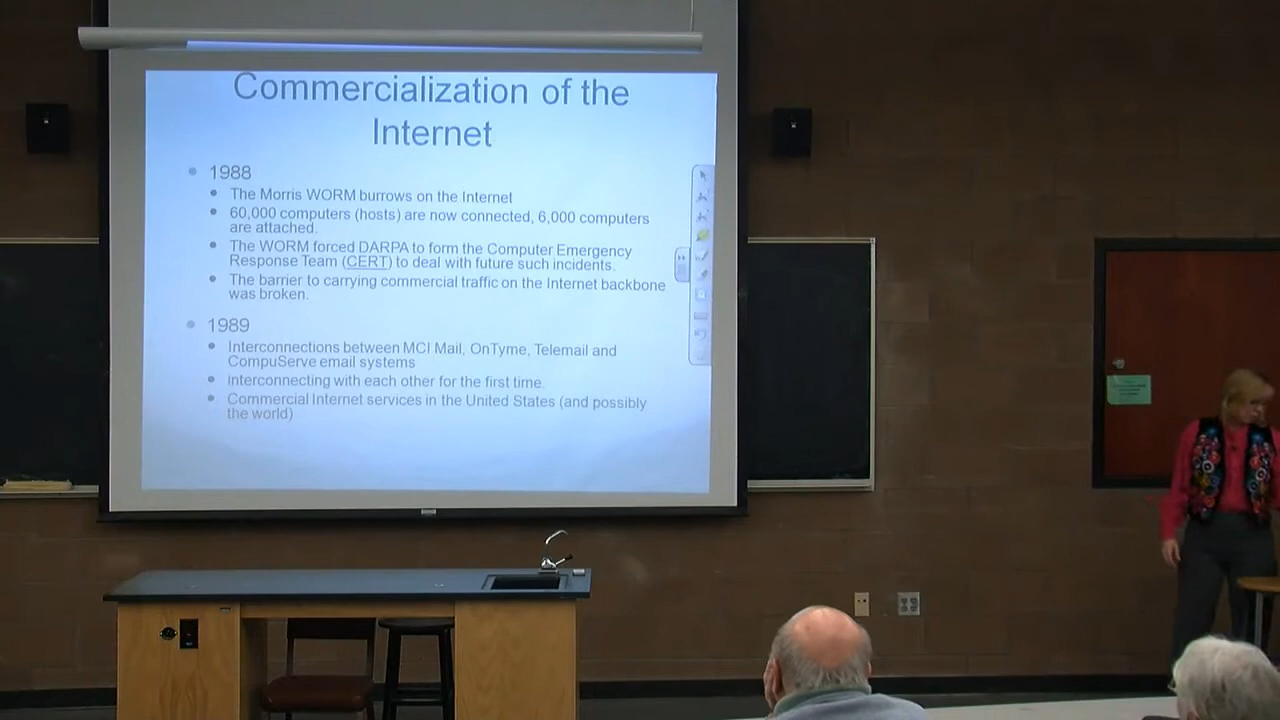 Commercialization of the
Internet
1988
The Morris WORM burrows on the Internet
60,000 computers (hosts) are now connected, 6,000 computers
are attached.
The WORM forced DARPA to form the Computer Emergency
Response Team (CERT) to deal with future such incidents.
The barrier to carrying commercial traffic on the Internet backbone
was broken.
1989
Interconnections between MCI Mail, OnTyme, Telemail and
CompuServe email systems
interconnecting with each other for the first time.
Commercial Internet services in the United States (and possibly
the world)